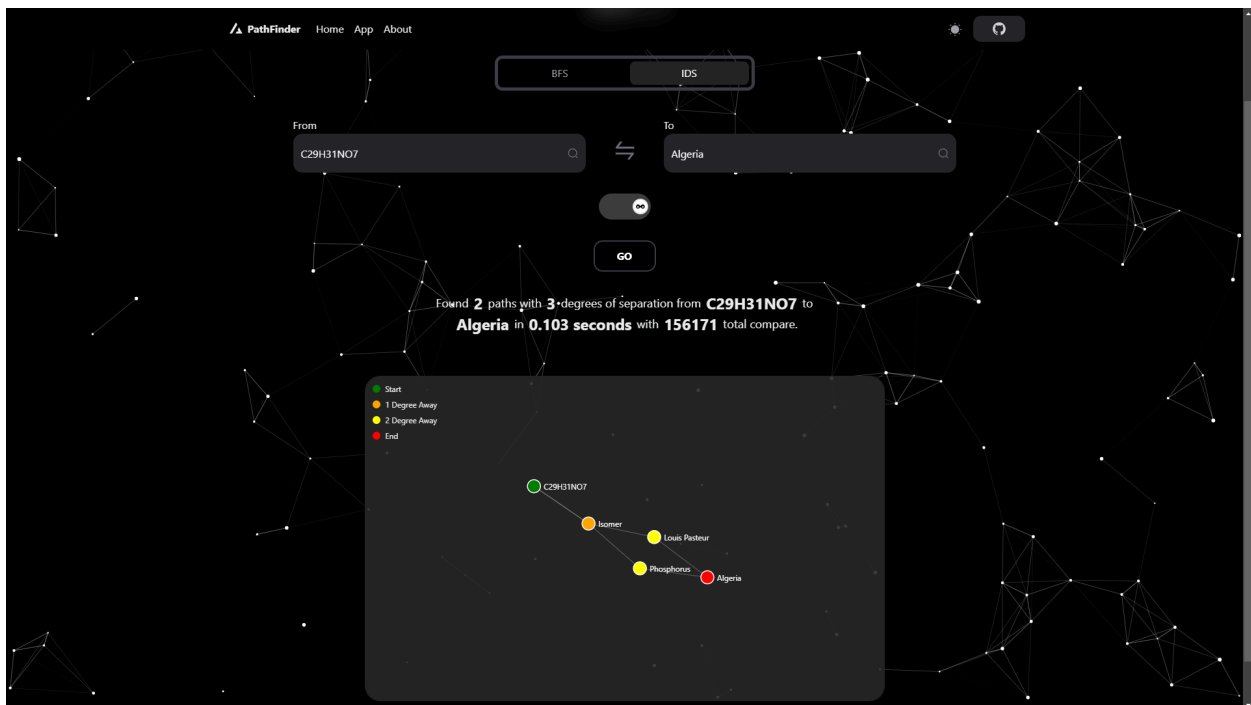 PathFinder Home App About
BFS IDS
From To
C29H31NO7 Algeria
GO
Found 2 paths with 3 degrees of separation from C29H31NO7 to
Algeria in 0.103 seconds with 156171 total compare.
Start
1 Degree Away
2 Degree Away
End
C29H31NO7
Isomer
Louis Pasteur
Phosphorus
Algeria